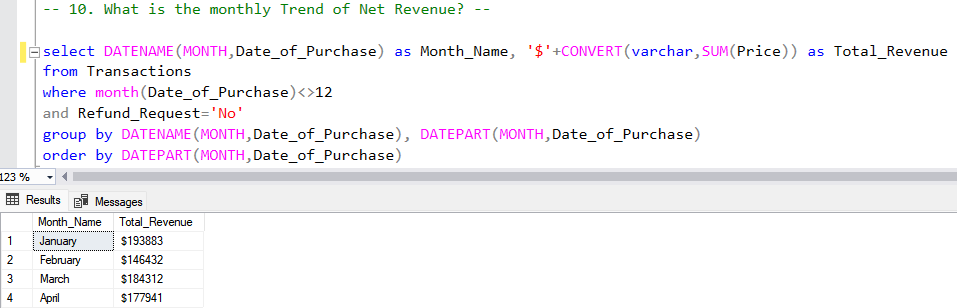 -- 10. What is the monthly Trend of Net Revenue? --
select DATENAME(MONTH,Date_of_Purchase) as Month_Name, '$'+CONVERT(varchar,SUM(Price)) as Total_Revenue
from Transactions
where month(Date_of_Purchase)<>12
and Refund_Request='No'
group by DATENAME(MONTH,Date_of_Purchase), DATEPART(MONTH,Date_of_Purchase)
order by DATEPART(MONTH,Date_of_Purchase)
123 %
Results Messages
Month_Name Total_Revenue
1 January $193883
2 February $146432
3 March $184312
4 April $177941